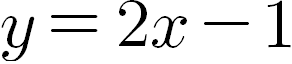 y = 2x − 1